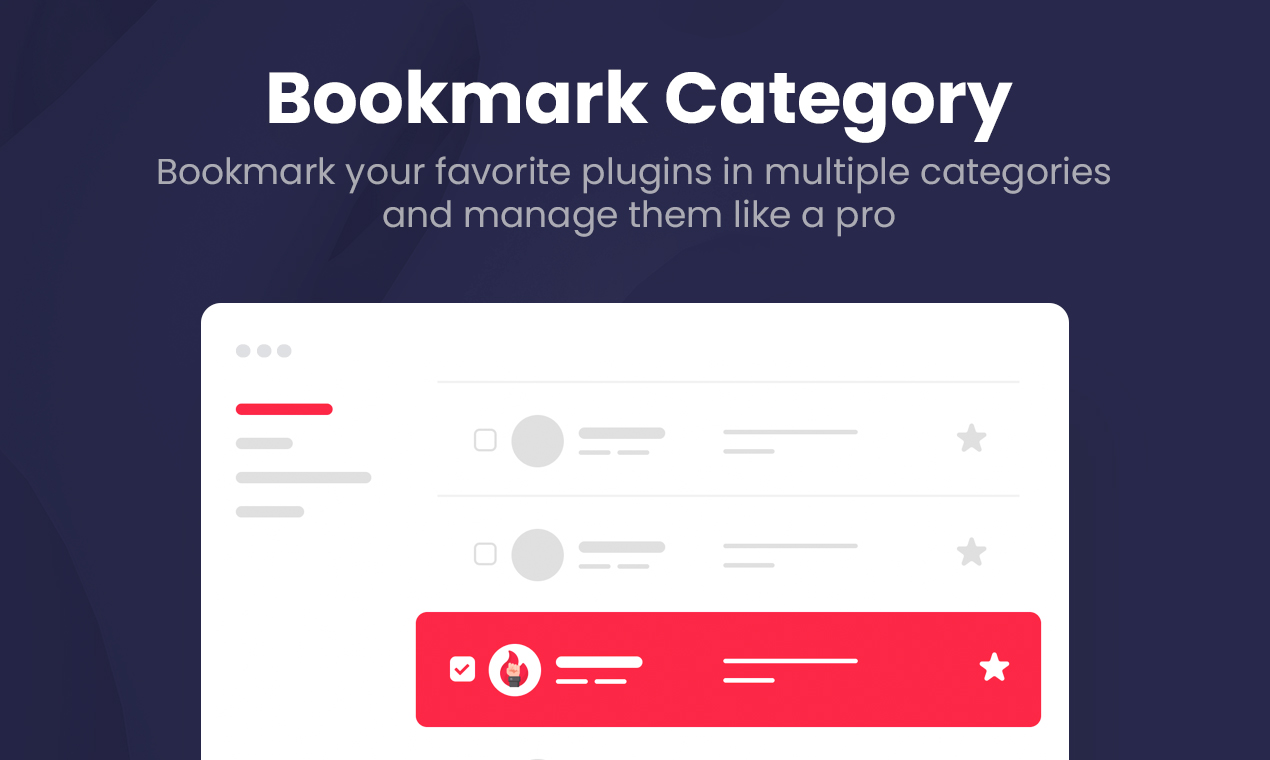 Bookmark Category
Bookmark your favorite plugins in multiple categories
and manage them like a pro